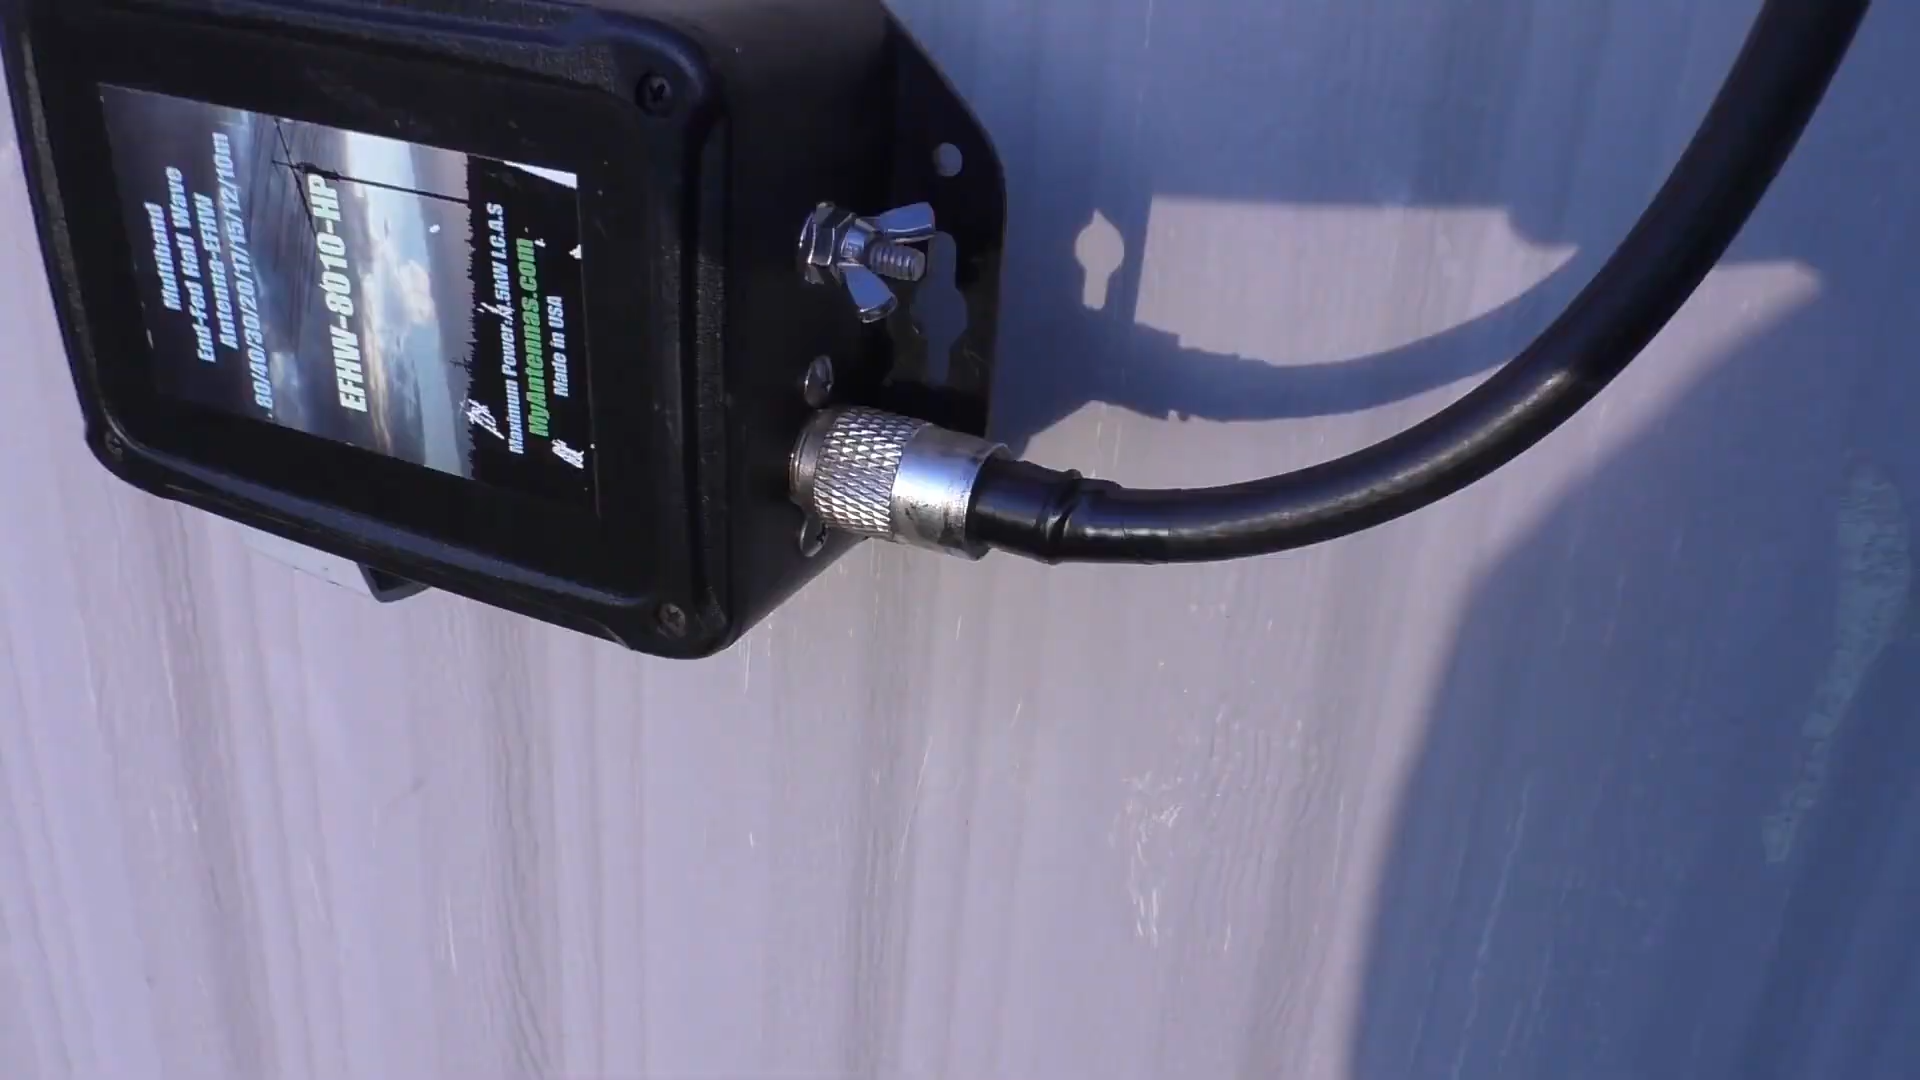 Multiband
End-Fed Half Wave
Antenna-EFHW
80/40/30/20/17/15/12/10m
EFHW-8010-HP
Maximum Power: .5kW I.C.A.S
MyAntennas.com
Made in USA